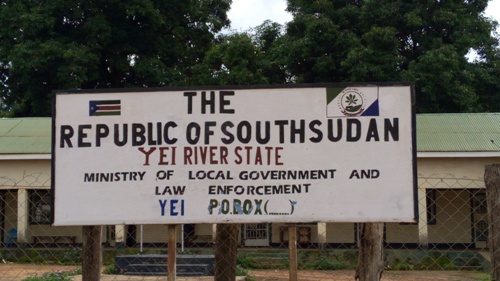 THE
REPUBLIC OF SOUTH SUDAN
YEI RIVER STATE
MINISTRY OF LOCAL GOVERNMENT AND
LAW ENFORCEMENT
YEI P.O.BOX(......)